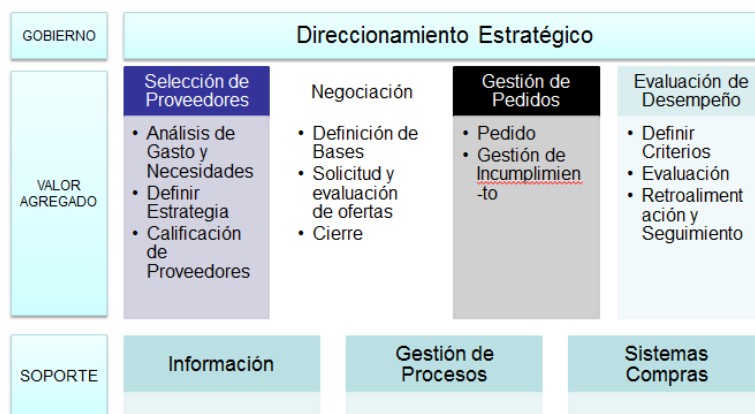 GOBIERNO
Direccionamiento Estratégico
VALOR
AGREGADO
Selección de
Proveedores
• Análisis de
Gasto y
Necesidades
• Definir
Estrategia
• Calificación
de
Proveedores
Negociación
• Definición de
Bases
• Solicitud y
evaluación
de ofertas
• Cierre
Gestión de
Pedidos
• Pedido
• Gestión de
Incumplimien
-to
Evaluación de
Desempeño
• Definir
Criterios
• Evaluación
• Retroaliment
ación y
Seguimiento
SOPORTE
Información
Gestión de
Procesos
Sistemas
Compras